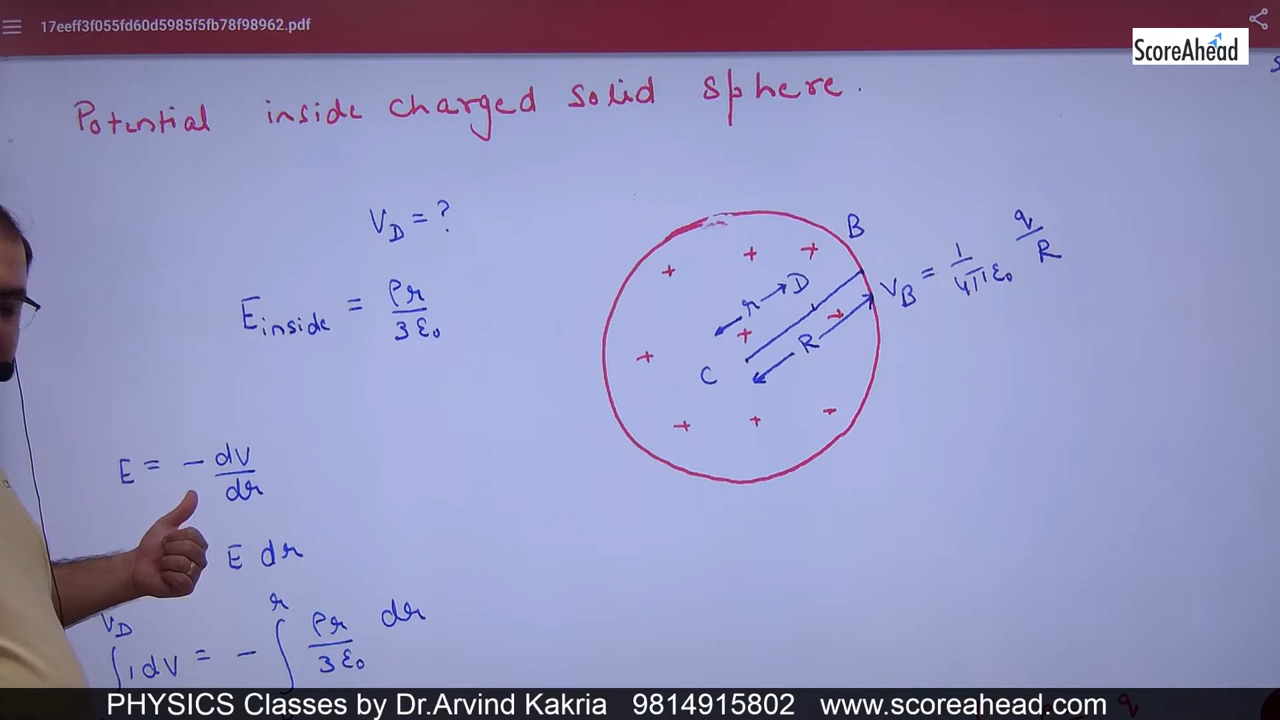 17eeff3f055fd60d5985f5fb78f98962.pdf
ScoreAhead
Potential inside charged solid sphere.
V_D = ?
E_inside = ρr / 3ε₀
B
D
r
R
C
V_B = 1/4πε₀ q/R
E = - dV/dr
E dr
∫^{V_D} 1 dV = - ∫^r ρr/3ε₀ dr
PHYSICS Classes by Dr.Arvind Kakria 9814915802 www.scoreahead.com